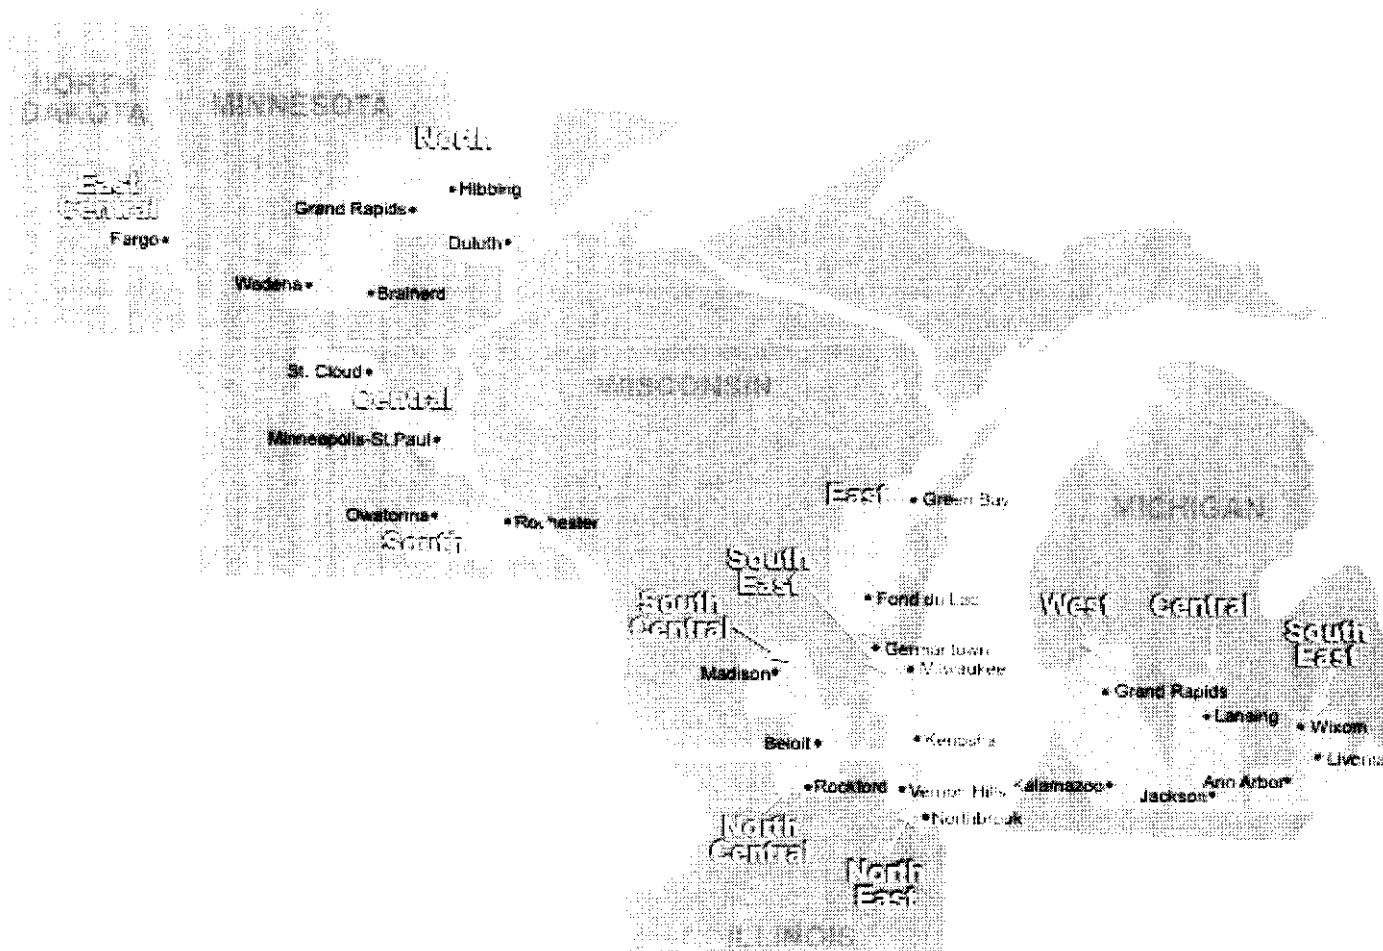 NORTH
DAKOTA
MINNESOTA
North
East
Central
Hibbing
Grand Rapids
Fargo
Duluth
Wadena
Brainerd
St. Cloud
WISCONSIN
Central
Minneapolis-St.Paul
East
Green Bay
MICHIGAN
Owatonna
Rochester
South
South
East
South
Central
Fond du Lac
West
Central
South
East
Germantown
Milwaukee
Madison
Grand Rapids
Lansing
Wixom
Beloit
Kenosha
Livonia
Rockford
Vernon Hills
Kalamazoo
Ann Arbor
Jackson
Northbrook
North
Central
North
East
ILLINOIS